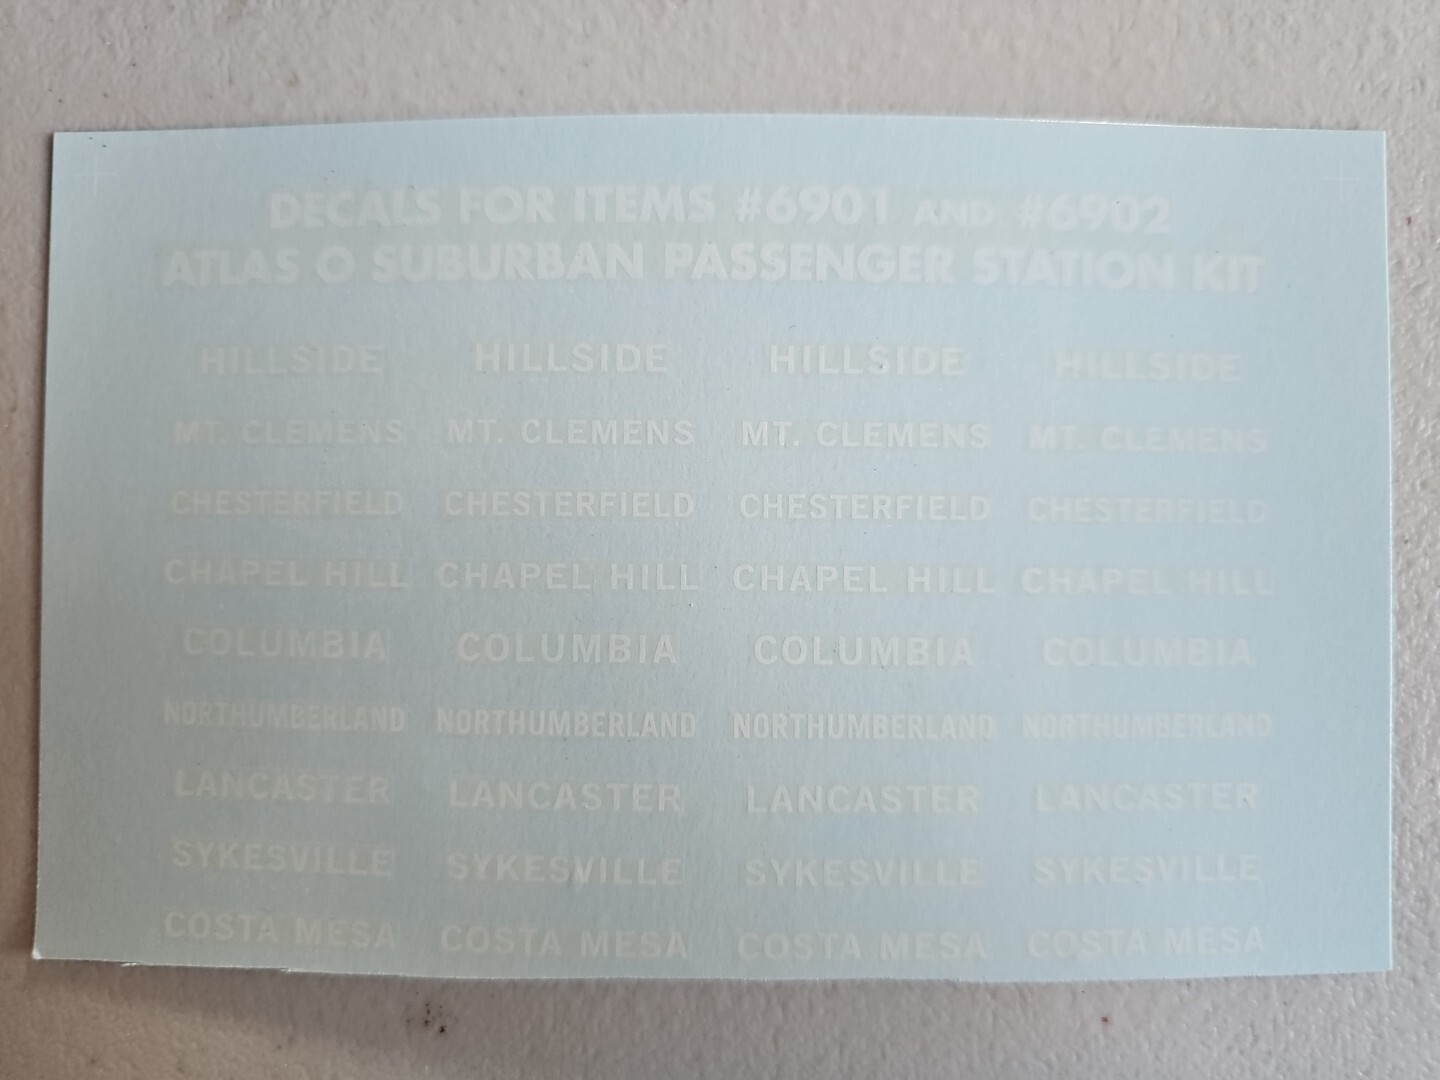 DECALS FOR ITEMS #6901 AND #6902
ATLAS O SUBURBAN PASSENGER STATION KIT
HILLSIDE HILLSIDE HILLSIDE HILLSIDE
MT. CLEMENS MT. CLEMENS MT. CLEMENS MT. CLEMENS
CHESTERFIELD CHESTERFIELD CHESTERFIELD CHESTERFIELD
CHAPEL HILL CHAPEL HILL CHAPEL HILL CHAPEL HILL
COLUMBIA COLUMBIA COLUMBIA COLUMBIA
NORTHUMBERLAND NORTHUMBERLAND NORTHUMBERLAND NORTHUMBERLAND
LANCASTER LANCASTER LANCASTER LANCASTER
SYKESVILLE SYKESVILLE SYKESVILLE SYKESVILLE
COSTA MESA COSTA MESA COSTA MESA COSTA MESA